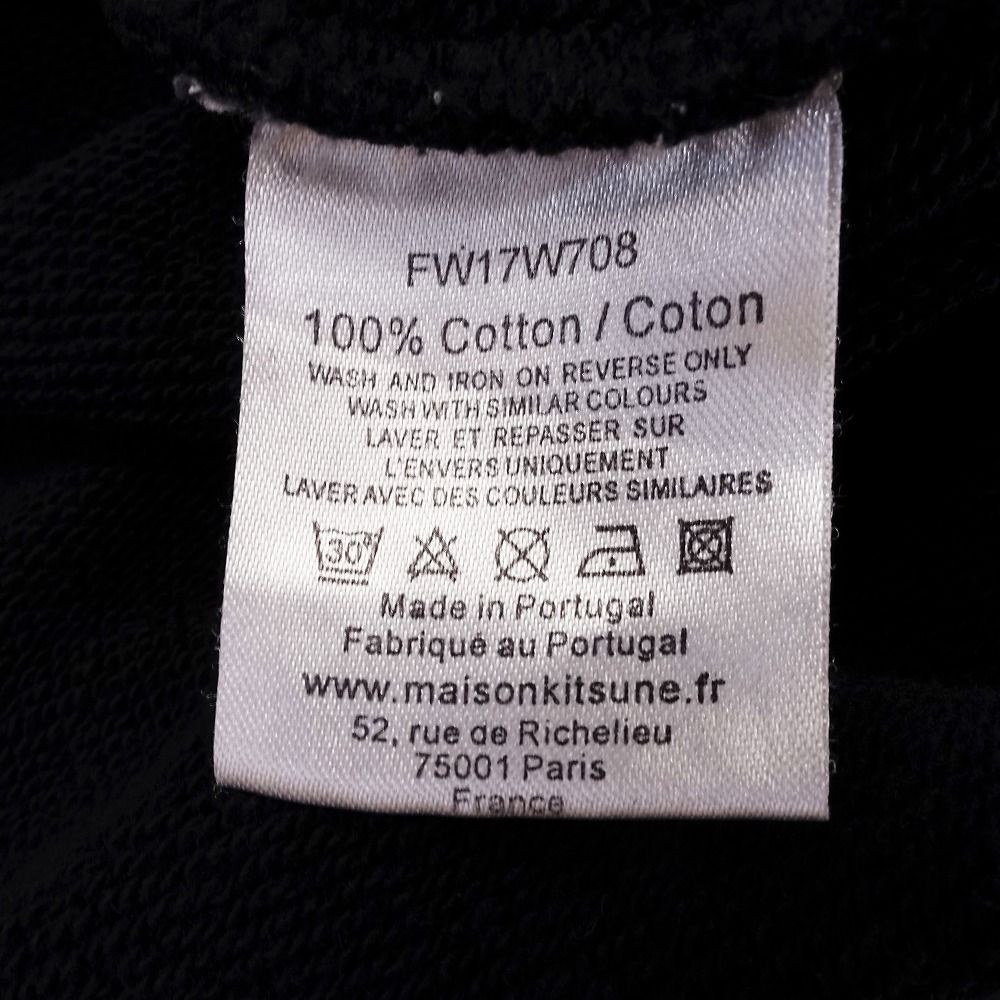 FW17W708
100% Cotton / Coton
WASH AND IRON ON REVERSE ONLY
WASH WITH SIMILAR COLOURS
LAVER ET REPASSER SUR
L'ENVERS UNIQUEMENT
LAVER AVEC DES COULEURS SIMILAIRES
30°
Made in Portugal
Fabriqué au Portugal
www.maisonkitsune.fr
52, rue de Richelieu
75001 Paris
France